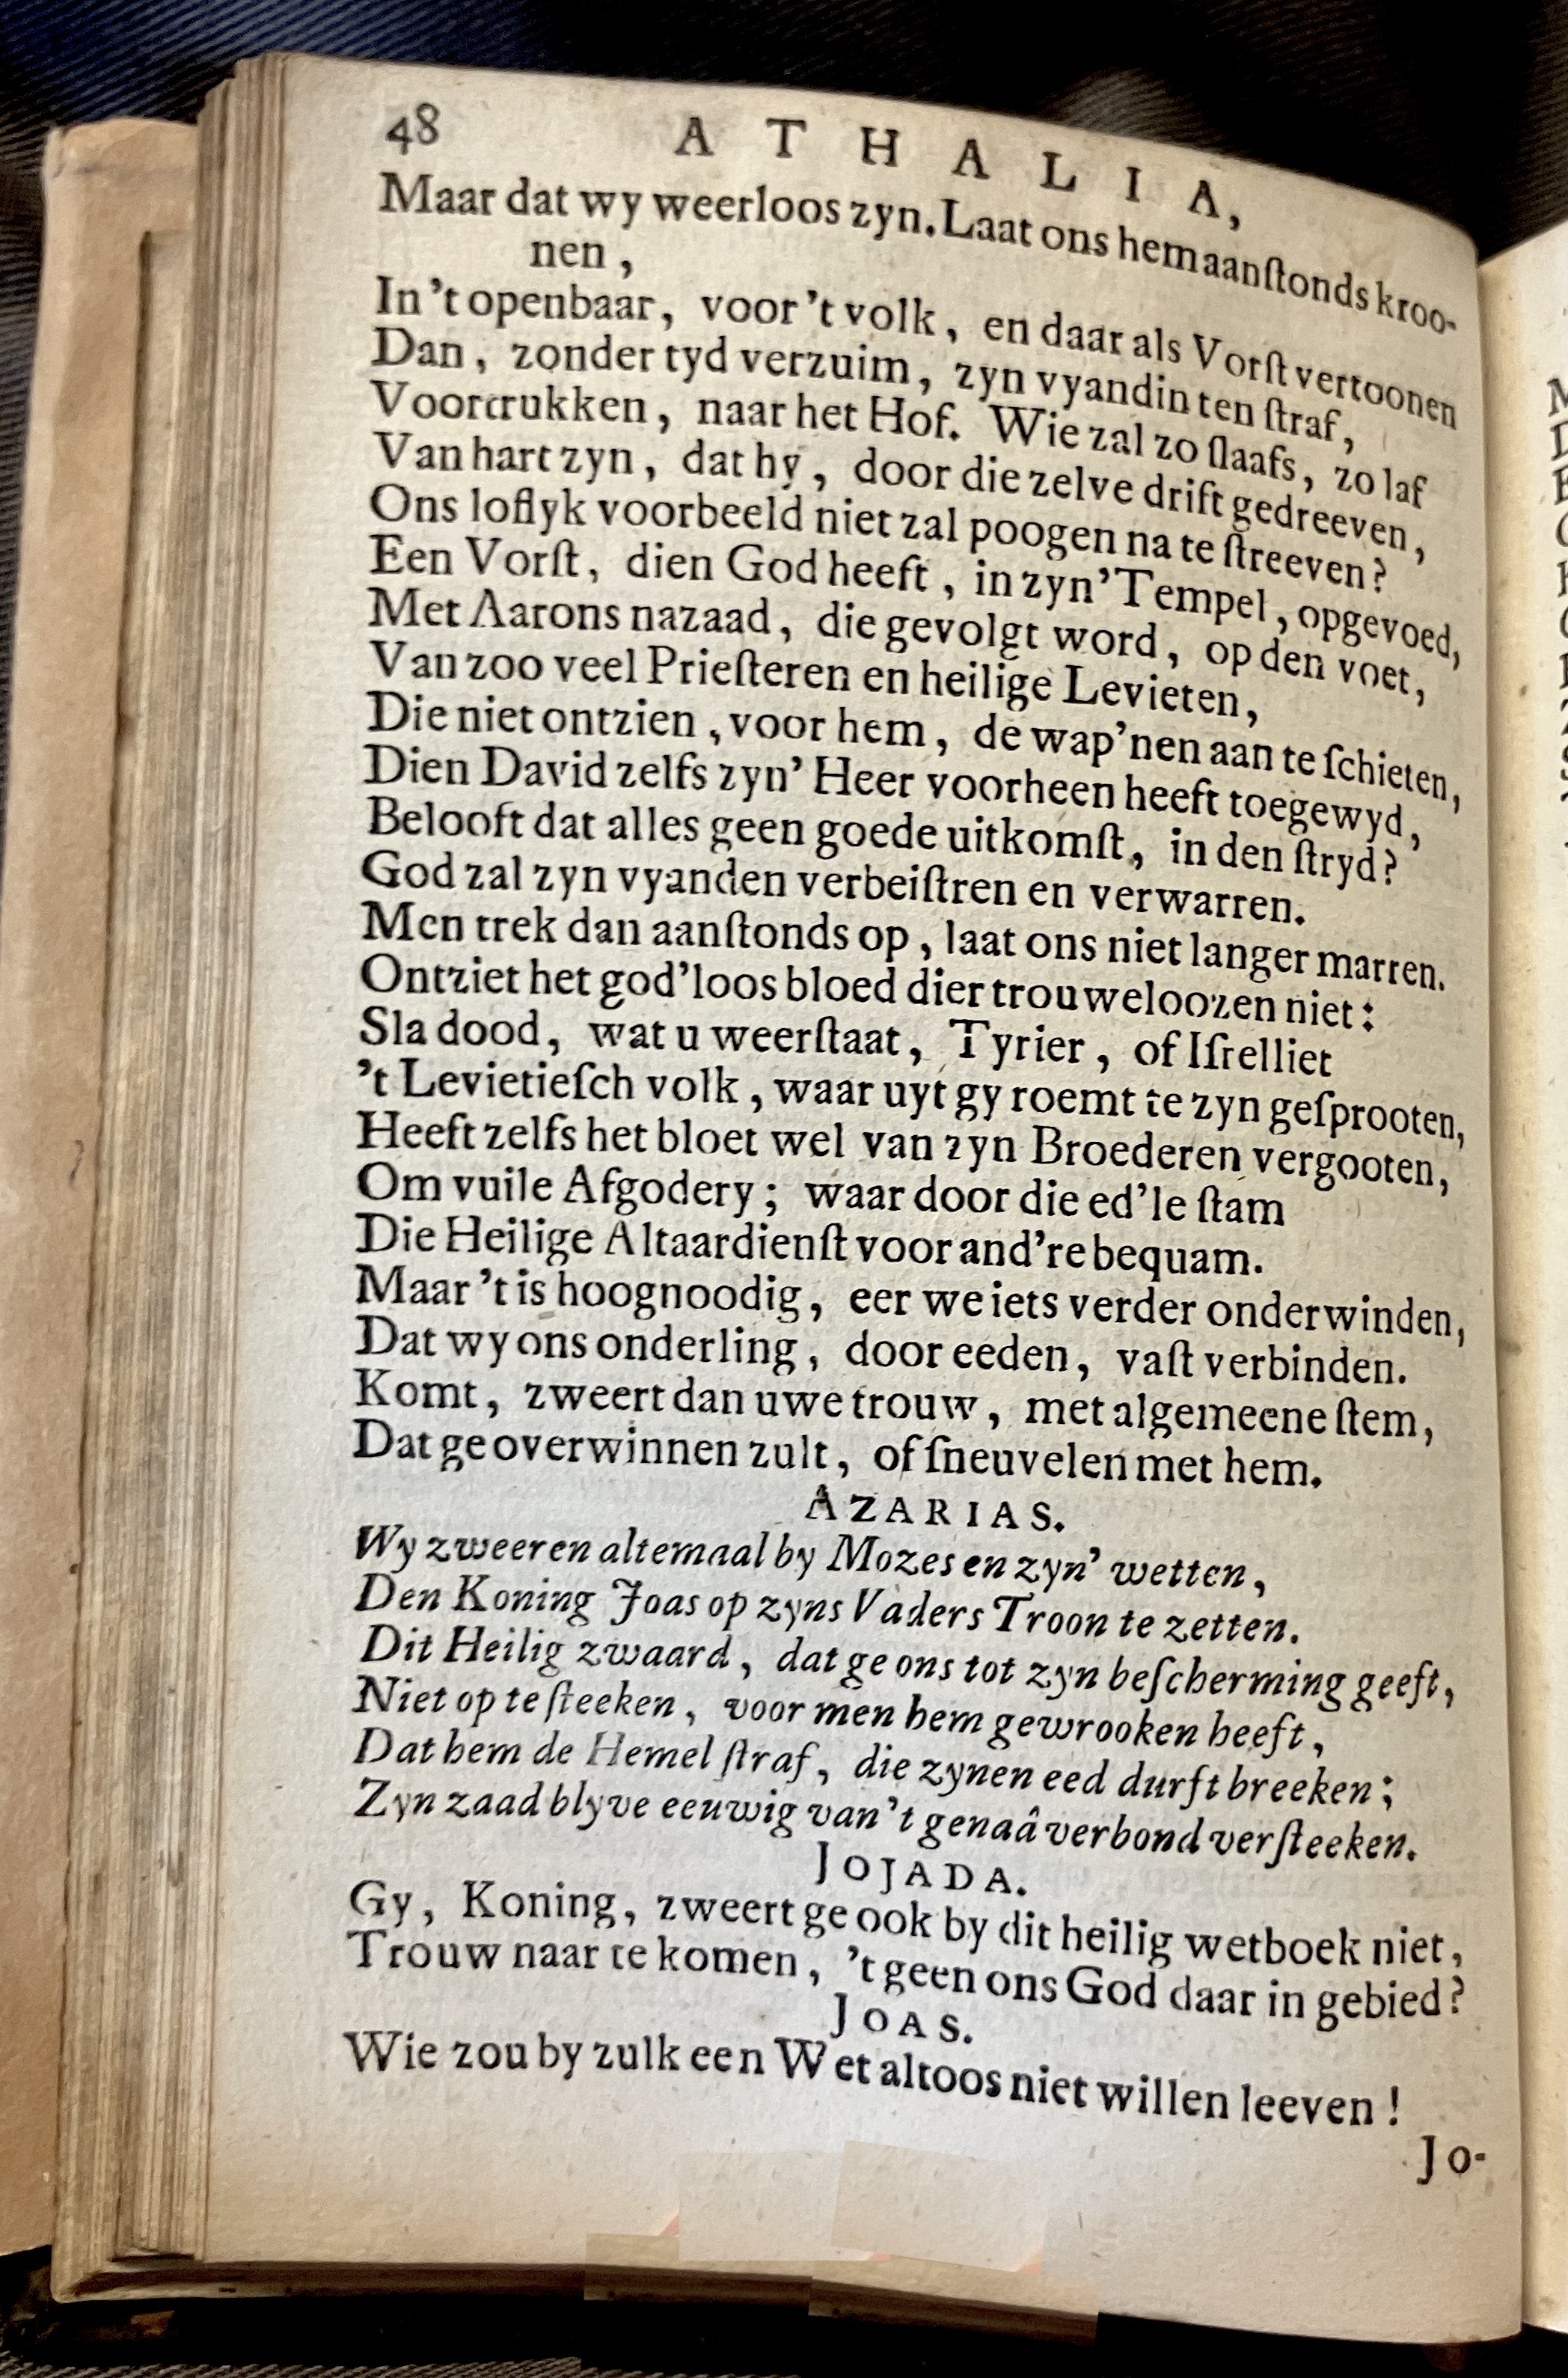 48 ATHALIA,
Maar dat wy weerloos zyn. Laat ons hem aanſtonds kroo-
nen,
In 't openbaar, voor 't volk, en daar als Vorſt vertoonen
Dan, zonder tyd verzuim, zyn vyandin ten ſtraf,
Voortrukken, naar het Hof. Wie zal zo ſlaafs, zo laf
Van hart zyn, dat hy, door die zelve drift gedreeven,
Ons loflyk voorbeeld niet zal poogen na te ſtreeven?
Een Vorſt, dien God heeft, in zyn' Tempel, opgevoed,
Met Aarons nazaad, die gevolgt word, op den voet,
Van zoo veel Prieſteren en heilige Levieten,
Die niet ontzien, voor hem, de wap'nen aan te ſchieten,
Dien David zelfs zyn' Heer voorheen heeft toegewyd,
Belooft dat alles geen goede uitkomſt, in den ſtryd?
God zal zyn vyanden verbeiſtren en verwarren.
Men trek dan aanſtonds op, laat ons niet langer marren.
Ontziet het god'loos bloed dier trouweloozen niet:
Sla dood, wat u weerſtaat, Tyrier, of Iſrelliet
't Levietieſch volk, waar uyt gy roemt te zyn geſprooten,
Heeft zelfs het bloet wel van zyn Broederen vergooten,
Om vuile Afgodery; waar door die ed'le ſtam
Die Heilige Altaardienſt voor and're bequam.
Maar 't is hoognoodig, eer we iets verder onderwinden,
Dat wy ons onderling, door eeden, vaſt verbinden.
Komt, zweert dan uwe trouw, met algemeene ſtem,
Dat ge overwinnen zult, of ſneuvelen met hem.
AZARIAS.
Wy zweeren altemaal by Mozes en zyn' wetten,
Den Koning Joas op zyns Vaders Troon te zetten.
Dit Heilig zwaard, dat ge ons tot zyn beſcherming geeft,
Niet op te ſteeken, voor men hem gewrooken heeft,
Dat hem de Hemel ſtraf, die zynen eed durft breeken;
Zyn zaad blyve eeuwig van 't genaâ verbond verſteeken.
JOJADA.
Gy, Koning, zweert ge ook by dit heilig wetboek niet,
Trouw naar te komen, 't geen ons God daar in gebied?
JOAS.
Wie zou by zulk een Wet altoos niet willen leeven!
Jo-